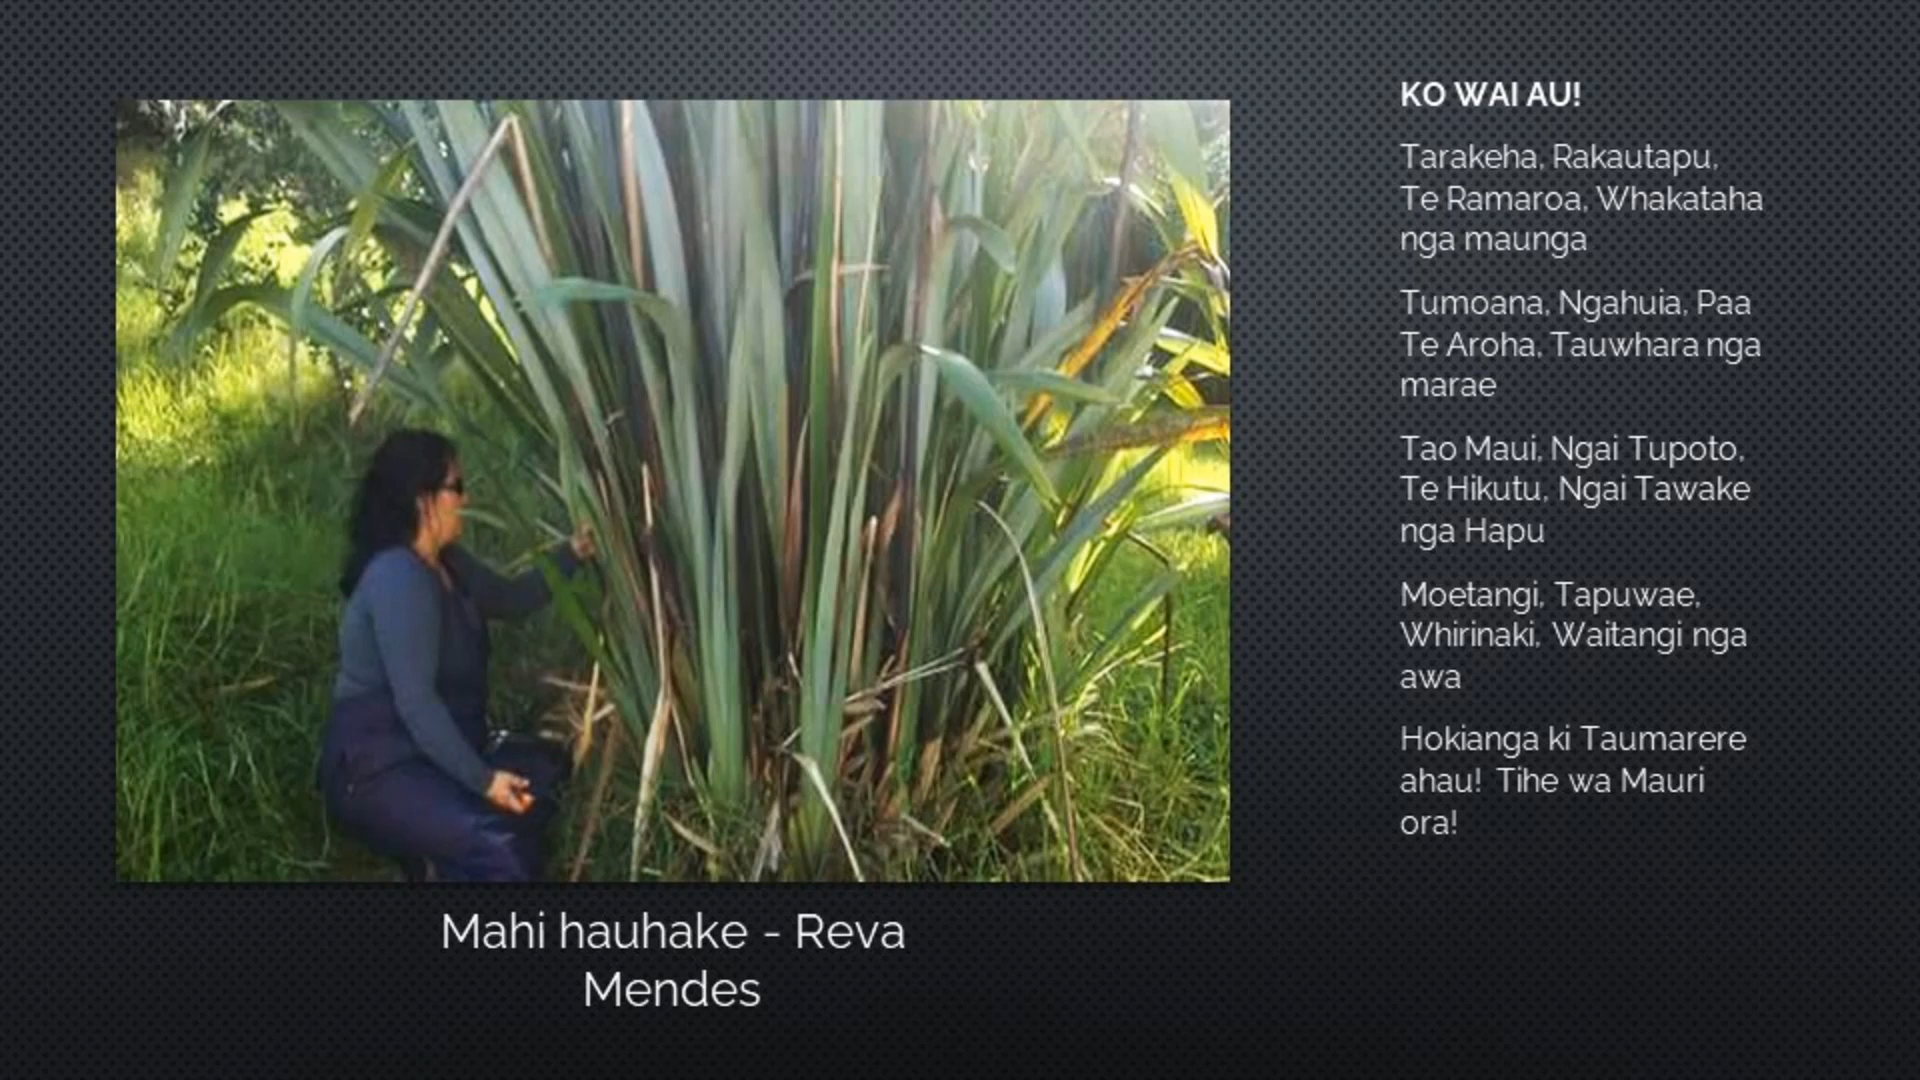 KO WAI AU!
Tarakeha, Rakautapu,
Te Ramaroa, Whakataha
nga maunga
Tumoana, Ngahuia, Paa
Te Aroha, Tauwhara nga
marae
Tao Maui, Ngai Tupoto,
Te Hikutu, Ngai Tawake
nga Hapu
Moetangi, Tapuwae,
Whirinaki, Waitangi nga
awa
Hokianga ki Taumarere
ahau! Tihe wa Mauri
ora!
Mahi hauhake - Reva
Mendes